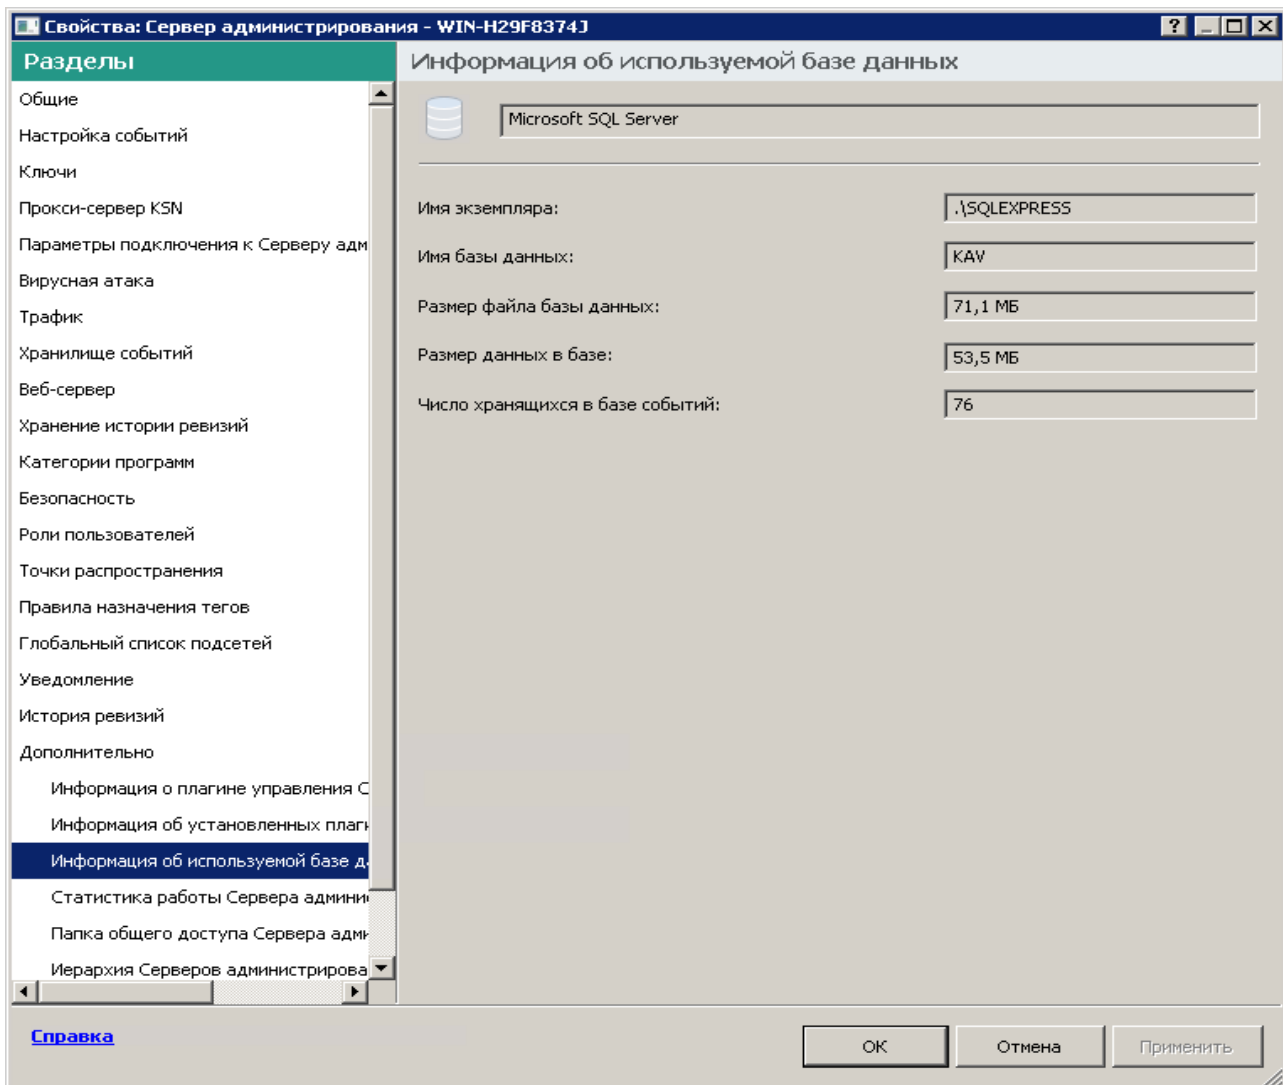 Свойства: Сервер администрирования - WIN-H29F8374J
Разделы
Информация об используемой базе данных
Общие
Настройка событий
Ключи
Прокси-сервер KSN
Параметры подключения к Серверу адм
Вирусная атака
Трафик
Хранилище событий
Веб-сервер
Хранение истории ревизий
Категории программ
Безопасность
Роли пользователей
Точки распространения
Правила назначения тегов
Глобальный список подсетей
Уведомление
История ревизий
Дополнительно
Информация о плагине управления С
Информация об установленных плаги
Информация об используемой базе да
Статистика работы Сервера админи
Папка общего доступа Сервера адми
Иерархия Серверов администрирова
Microsoft SQL Server
Имя экземпляра: .\SQLEXPRESS
Имя базы данных: KAV
Размер файла базы данных: 71,1 МБ
Размер данных в базе: 53,5 МБ
Число хранящихся в базе событий: 76
Справка
ОК Отмена Применить